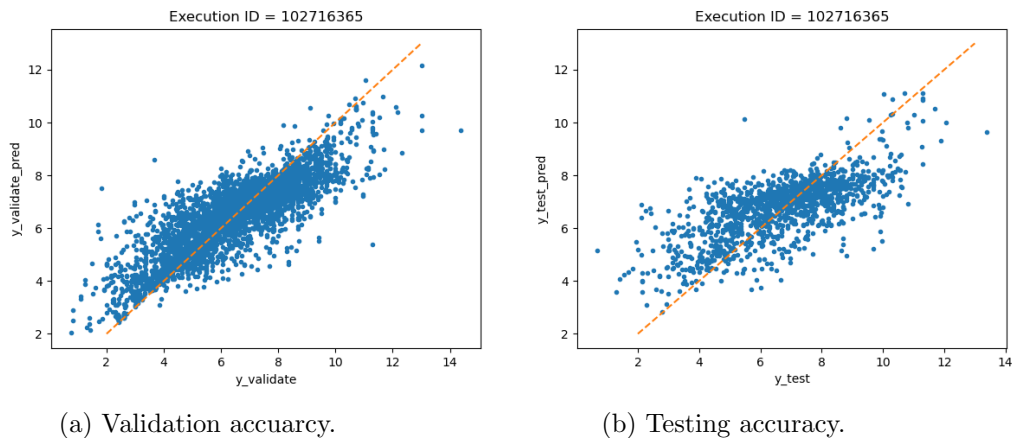 Execution ID = 102716365
12
10
8
6
4
2
y_validate_pred
2 4 6 8 10 12 14
y_validate
(a) Validation accuarcy.
Execution ID = 102716365
12
10
8
6
4
2
y_test_pred
2 4 6 8 10 12 14
y_test
(b) Testing accuracy.